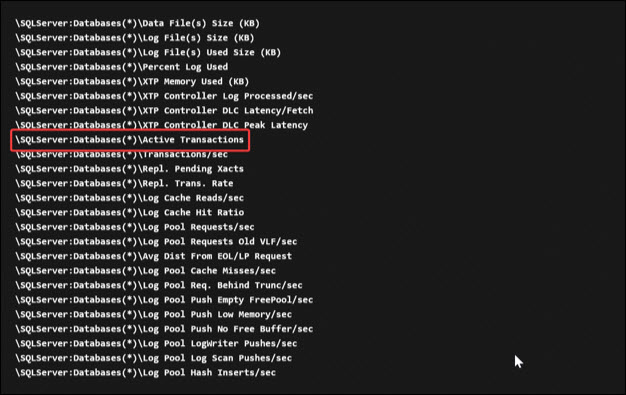 \SQLServer:Databases(*)\Data File(s) Size (KB)
\SQLServer:Databases(*)\Log File(s) Size (KB)
\SQLServer:Databases(*)\Log File(s) Used Size (KB)
\SQLServer:Databases(*)\Percent Log Used
\SQLServer:Databases(*)\XTP Memory Used (KB)
\SQLServer:Databases(*)\XTP Controller Log Processed/sec
\SQLServer:Databases(*)\XTP Controller DLC Latency/Fetch
\SQLServer:Databases(*)\XTP Controller DLC Peak Latency
\SQLServer:Databases(*)\Active Transactions
\SQLServer:Databases(*)\Transactions/sec
\SQLServer:Databases(*)\Repl. Pending Xacts
\SQLServer:Databases(*)\Repl. Trans. Rate
\SQLServer:Databases(*)\Log Cache Reads/sec
\SQLServer:Databases(*)\Log Cache Hit Ratio
\SQLServer:Databases(*)\Log Pool Requests/sec
\SQLServer:Databases(*)\Log Pool Requests Old VLF/sec
\SQLServer:Databases(*)\Avg Dist From EOL/LP Request
\SQLServer:Databases(*)\Log Pool Cache Misses/sec
\SQLServer:Databases(*)\Log Pool Req. Behind Trunc/sec
\SQLServer:Databases(*)\Log Pool Push Empty FreePool/sec
\SQLServer:Databases(*)\Log Pool Push Low Memory/sec
\SQLServer:Databases(*)\Log Pool Push No Free Buffer/sec
\SQLServer:Databases(*)\Log Pool LogWriter Pushes/sec
\SQLServer:Databases(*)\Log Pool Log Scan Pushes/sec
\SQLServer:Databases(*)\Log Pool Hash Inserts/sec